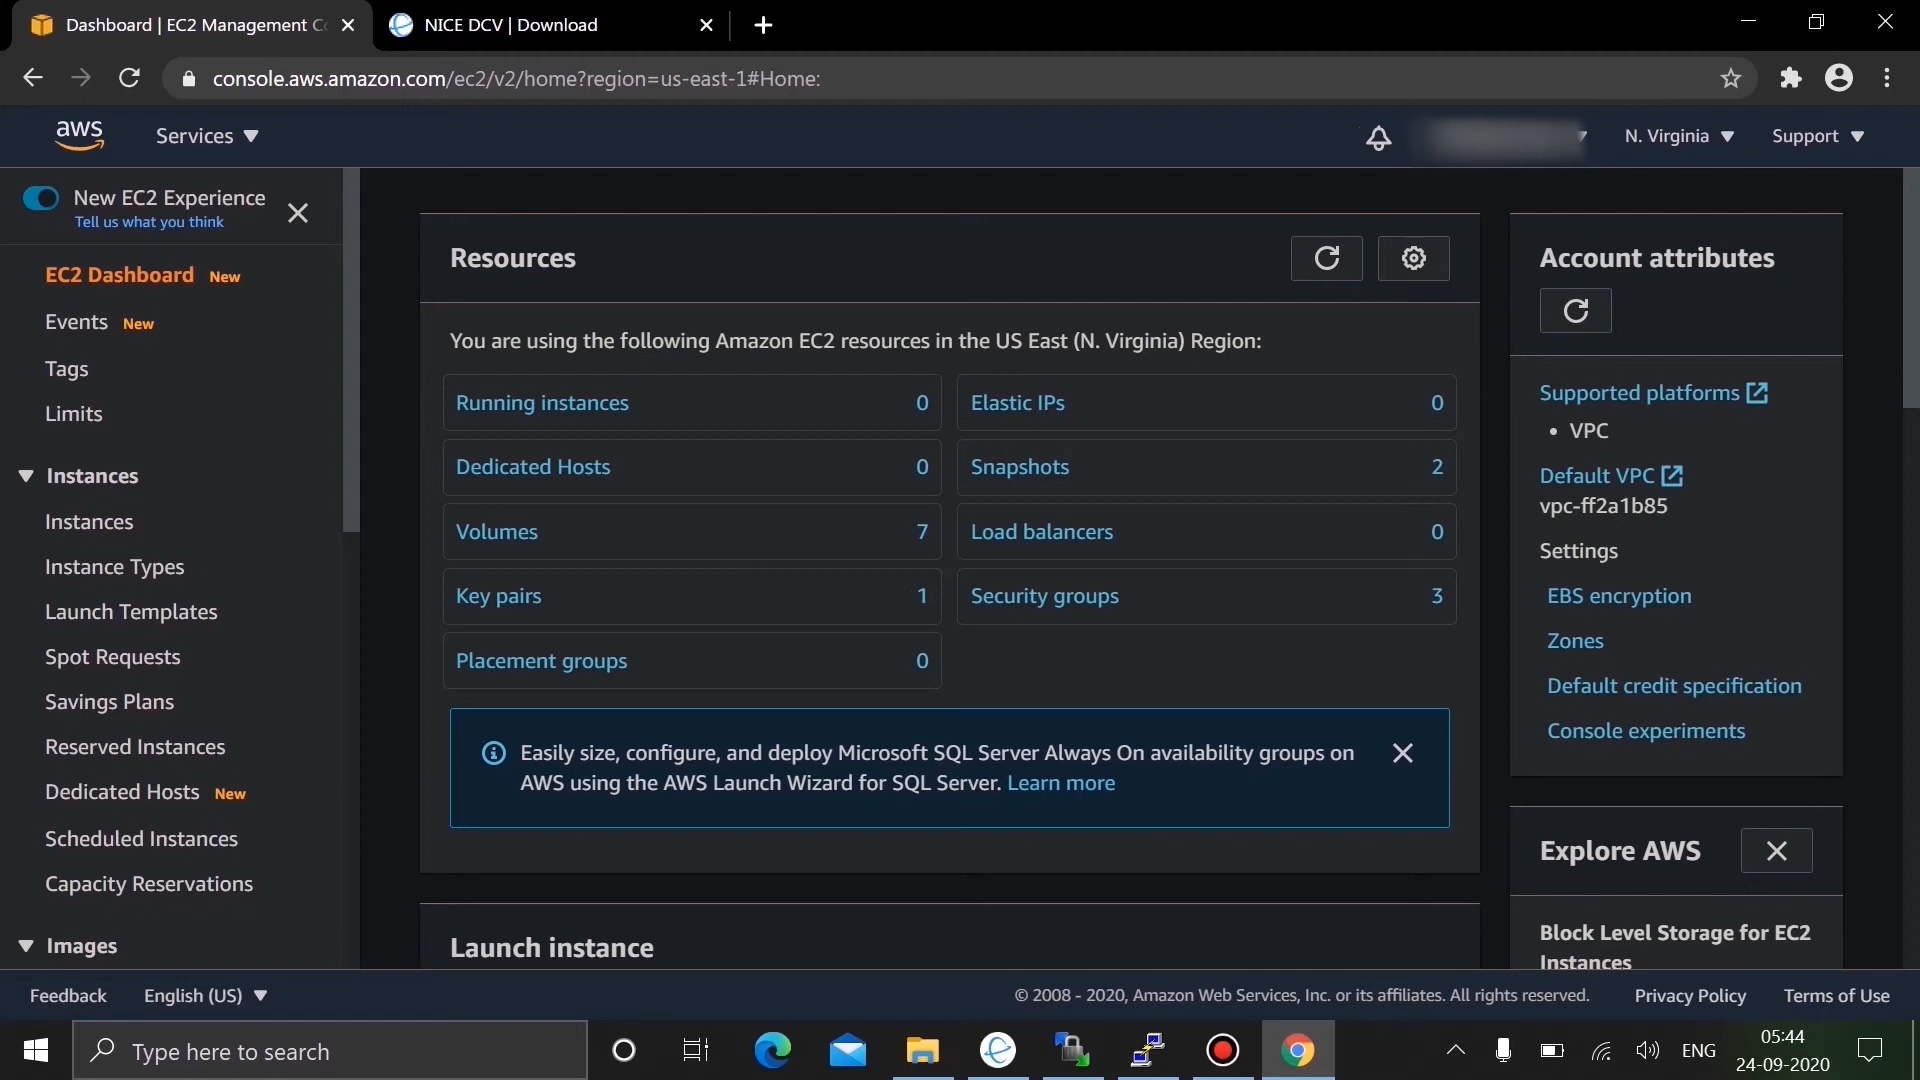 Dashboard | EC2 Management Co
NICE DCV | Download
console.aws.amazon.com/ec2/v2/home?region=us-east-1#Home:
aws
Services
N. Virginia
Support
New EC2 Experience
Tell us what you think
EC2 Dashboard New
Events New
Tags
Limits
Instances
Instances
Instance Types
Launch Templates
Spot Requests
Savings Plans
Reserved Instances
Dedicated Hosts New
Scheduled Instances
Capacity Reservations
Images
Resources
You are using the following Amazon EC2 resources in the US East (N. Virginia) Region:
Running instances 0
Elastic IPs 0
Dedicated Hosts 0
Snapshots 2
Volumes 7
Load balancers 0
Key pairs 1
Security groups 3
Placement groups 0
Easily size, configure, and deploy Microsoft SQL Server Always On availability groups on
AWS using the AWS Launch Wizard for SQL Server. Learn more
Launch instance
Account attributes
Supported platforms
• VPC
Default VPC
vpc-ff2a1b85
Settings
EBS encryption
Zones
Default credit specification
Console experiments
Explore AWS
Block Level Storage for EC2
Instances
Feedback
English (US)
© 2008 - 2020, Amazon Web Services, Inc. or its affiliates. All rights reserved.
Privacy Policy
Terms of Use
Type here to search
ENG
05:44
24-09-2020